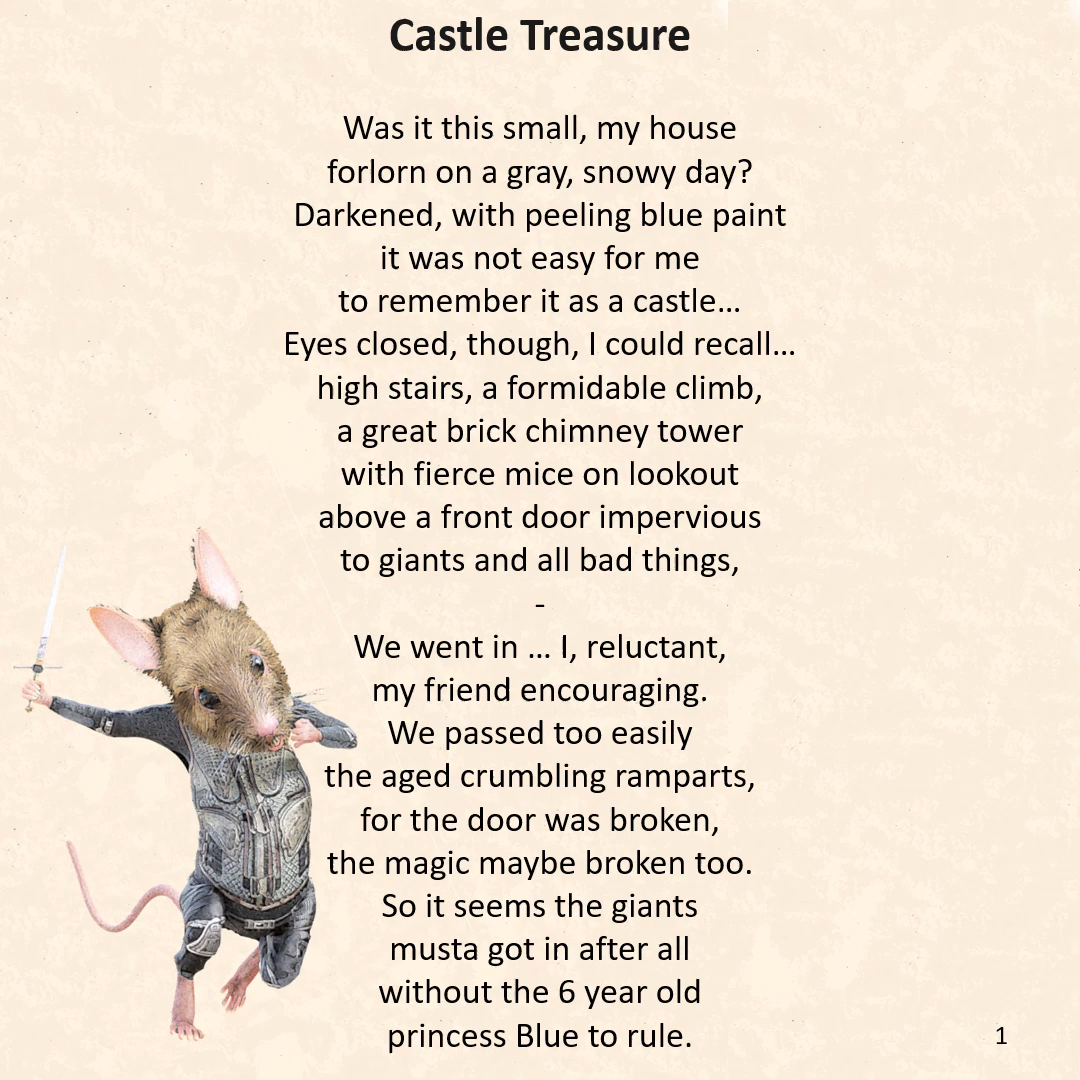 Castle Treasure
Was it this small, my house
forlorn on a gray, snowy day?
Darkened, with peeling blue paint
it was not easy for me
to remember it as a castle…
Eyes closed, though, I could recall…
high stairs, a formidable climb,
a great brick chimney tower
with fierce mice on lookout
above a front door impervious
to giants and all bad things,
-
We went in … I, reluctant,
my friend encouraging.
We passed too easily
the aged crumbling ramparts,
for the door was broken,
the magic maybe broken too.
So it seems the giants
musta got in after all
without the 6 year old
princess Blue to rule.
1